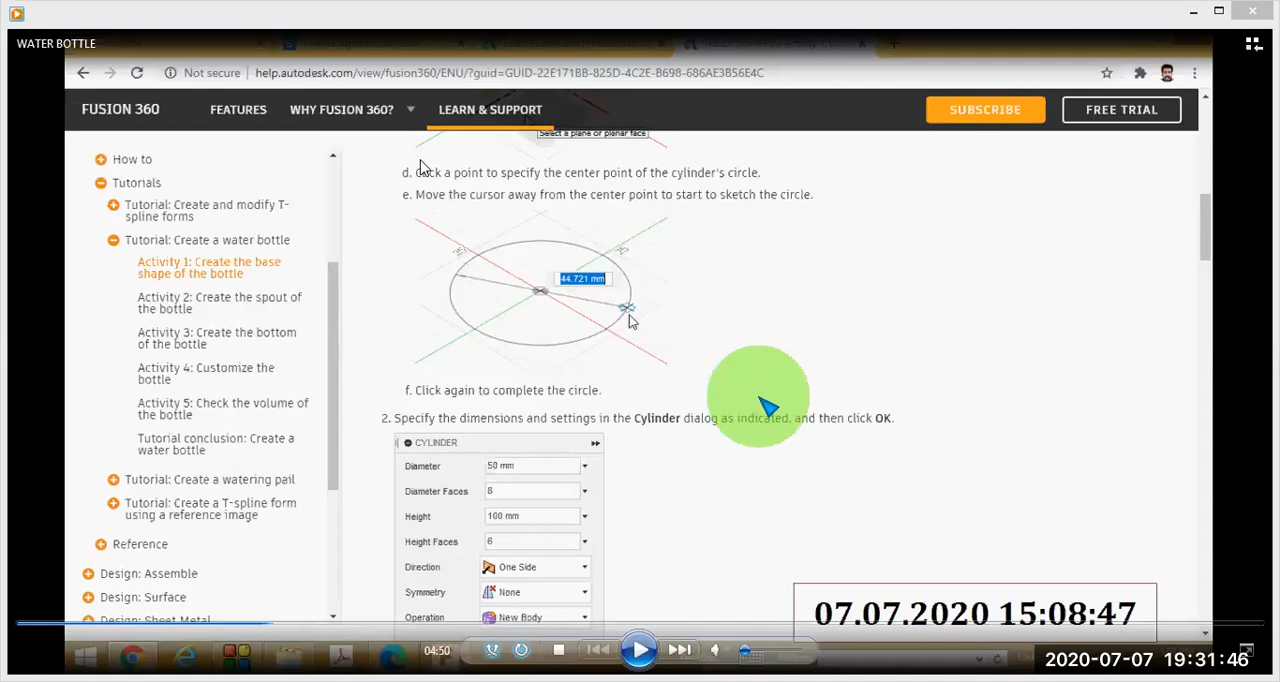 WATER BOTTLE
Not secure
help.autodesk.com/view/fusion360/ENU/?guid=GUID-22E171BB-825D-4C2E-B698-686AE3B56E4C
FUSION 360
FEATURES
WHY FUSION 360?
LEARN & SUPPORT
SUBSCRIBE
FREE TRIAL
How to
Tutorials
Tutorial: Create and modify T-
spline forms
Tutorial: Create a water bottle
Activity 1: Create the base
shape of the bottle
Activity 2: Create the spout of
the bottle
Activity 3: Create the bottom
of the bottle
Activity 4: Customize the
bottle
Activity 5: Check the volume of
the bottle
Tutorial conclusion: Create a
water bottle
Tutorial: Create a watering pail
Tutorial: Create a T-spline form
using a reference image
Reference
Design: Assemble
Design: Surface
Design: Sheet Metal
Select a plane or planar face
d. Click a point to specify the center point of the cylinder's circle.
e. Move the cursor away from the center point to start to sketch the circle.
44.721 mm
f. Click again to complete the circle.
2. Specify the dimensions and settings in the Cylinder dialog as indicated, and then click OK.
CYLINDER
Diameter 50 mm
Diameter Faces 8
Height 100 mm
Height Faces 6
Direction One Side
Symmetry None
Operation New Body
07.07.2020 15:08:47
04:50
2020-07-07 19:31:46